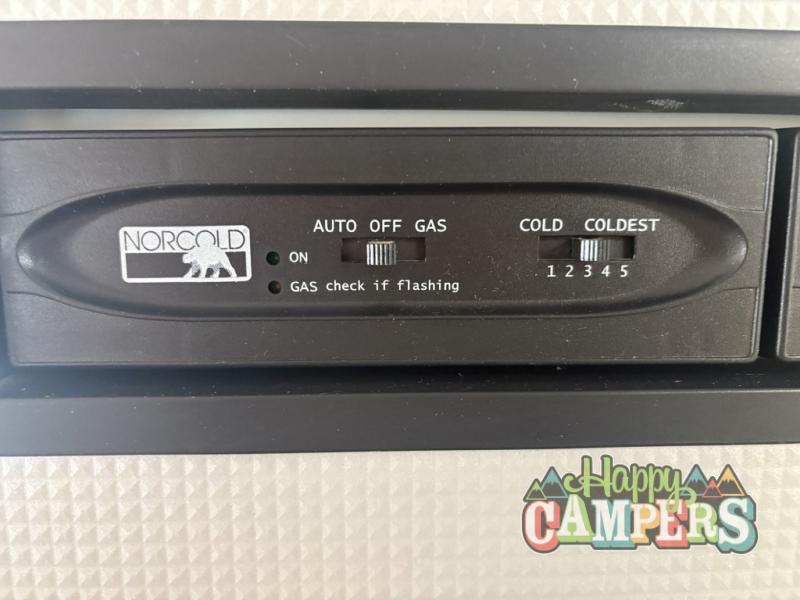 NORCOLD
ON
GAS check if flashing
AUTO OFF GAS
COLD COLDEST
1 2 3 4 5
Happy
CAMPERS